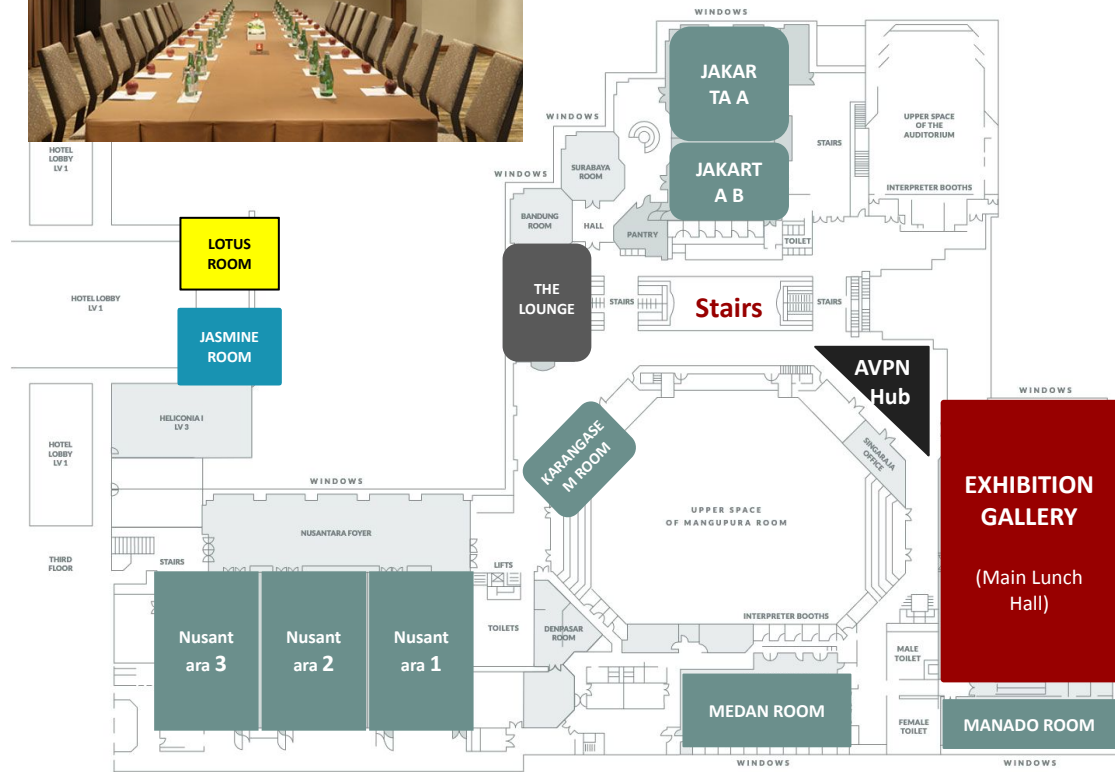 WINDOWS
JAKAR
TA A
UPPER SPACE
OF THE
AUDITORIUM
WINDOWS
STAIRS
HOTEL
LOBBY
LV 1
SURABAYA
ROOM
JAKART
A B
WINDOWS
INTERPRETER BOOTHS
BANDUNG
ROOM
HALL
PANTRY
TOILET
LOTUS
ROOM
THE
LOUNGE
STAIRS
Stairs
STAIRS
HOTEL LOBBY
LV 1
JASMINE
ROOM
AVPN
Hub
WINDOWS
HELICONIA I
LV 3
KARANGASE
M ROOM
SINGARAJA
OFFICE
HOTEL
LOBBY
LV 1
WINDOWS
EXHIBITION
GALLERY
(Main Lunch
Hall)
UPPER SPACE
OF MANGUPURA ROOM
NUSANTARA FOYER
THIRD
FLOOR
STAIRS
LIFTS
INTERPRETER BOOTHS
Nusant
ara 3
Nusant
ara 2
Nusant
ara 1
TOILETS
DENPASAR
ROOM
MALE
TOILET
MEDAN ROOM
FEMALE
TOILET
MANADO ROOM
WINDOWS
WINDOWS